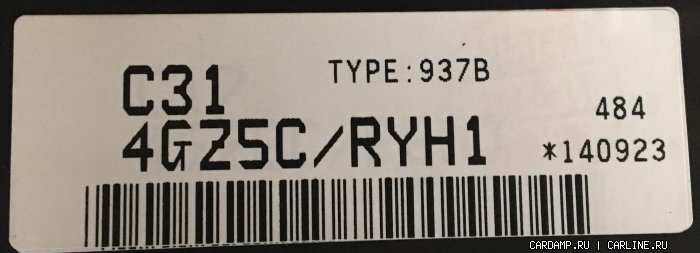 C31
TYPE:937B
484
4GZ5C/RYH1
*140923
CARDAMP.RU | CARLINE.RU